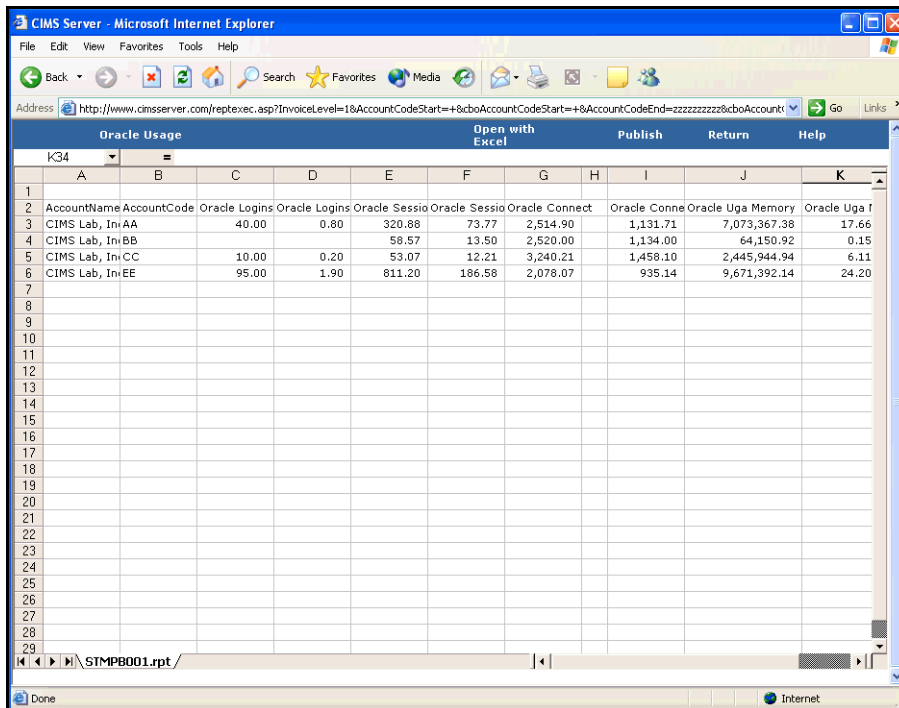 CIMS Server - Microsoft Internet Explorer
File Edit View Favorites Tools Help
Back Search Favorites Media
Address http://www.cimsserver.com/reptexec.asp?InvoiceLevel=1&AccountCodeStart=+&cboAccountCodeStart=+&AccountCodeEnd=zzzzzzzzzz&cboAccount( Go Links
Oracle Usage Open with Excel Publish Return Help
K34 =
A B C D E F G H I J K
1
2 AccountName AccountCode Oracle Logins Oracle Logins Oracle Sessio Oracle Sessio Oracle Connect Oracle Conne Oracle Uga Memory Oracle Uga
3 CIMS Lab, In AA 40.00 0.80 320.88 73.77 2,514.90 1,131.71 7,073,367.38 17.66
4 CIMS Lab, In BB 58.57 13.50 2,520.00 1,134.00 64,150.92 0.15
5 CIMS Lab, In CC 10.00 0.20 53.07 12.21 3,240.21 1,458.10 2,445,944.94 6.11
6 CIMS Lab, In EE 95.00 1.90 811.20 186.58 2,078.07 935.14 9,671,392.14 24.20
7
8
9
10
11
12
13
14
15
16
17
18
19
20
21
22
23
24
25
26
27
28
29
STMPB001.rpt
Done Internet